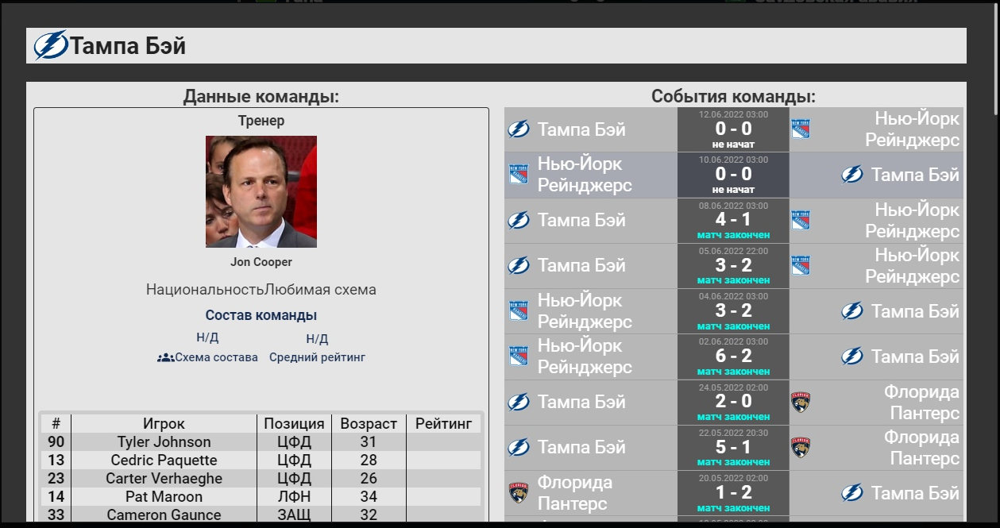 Тампа Бэй
Данные команды:
Тренер
Jon Cooper
НациональностьЛюбимая схема
Состав команды
Н/Д Н/Д
Схема состава Средний рейтинг
# Игрок Позиция Возраст Рейтинг
90 Tyler Johnson ЦФД 31
13 Cedric Paquette ЦФД 28
23 Carter Verhaeghe ЦФД 26
14 Pat Maroon ЛФН 34
33 Cameron Gaunce ЗАЩ 32
События команды:
12.06.2022 03:00
Тампа Бэй 0 - 0 Нью-Йорк
Рейнджерс
не начат
10.06.2022 03:00
Нью-Йорк
Рейнджерс 0 - 0 Тампа Бэй
не начат
08.06.2022 03:00
Тампа Бэй 4 - 1 Нью-Йорк
Рейнджерс
матч закончен
05.06.2022 22:00
Тампа Бэй 3 - 2 Нью-Йорк
Рейнджерс
матч закончен
04.06.2022 03:00
Нью-Йорк
Рейнджерс 3 - 2 Тампа Бэй
матч закончен
02.06.2022 03:00
Нью-Йорк
Рейнджерс 6 - 2 Тампа Бэй
матч закончен
24.05.2022 02:00
Тампа Бэй 2 - 0 Флорида
Пантерс
матч закончен
22.05.2022 20:30
Тампа Бэй 5 - 1 Флорида
Пантерс
матч закончен
20.05.2022 02:00
Флорида
Пантерс 1 - 2 Тампа Бэй
матч закончен